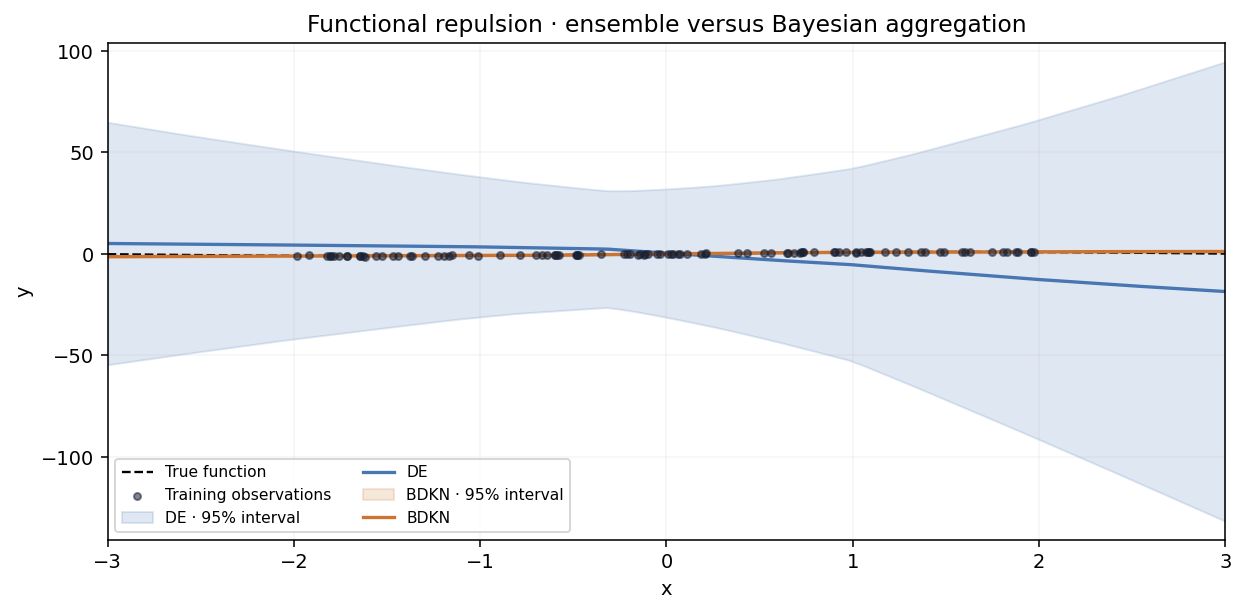 Functional repulsion · ensemble versus Bayesian aggregation
100
50
0
−50
−100
y
True function
Training observations
DE · 95% interval
DE
BDKN · 95% interval
BDKN
−3
−2
−1
0
1
2
3
x